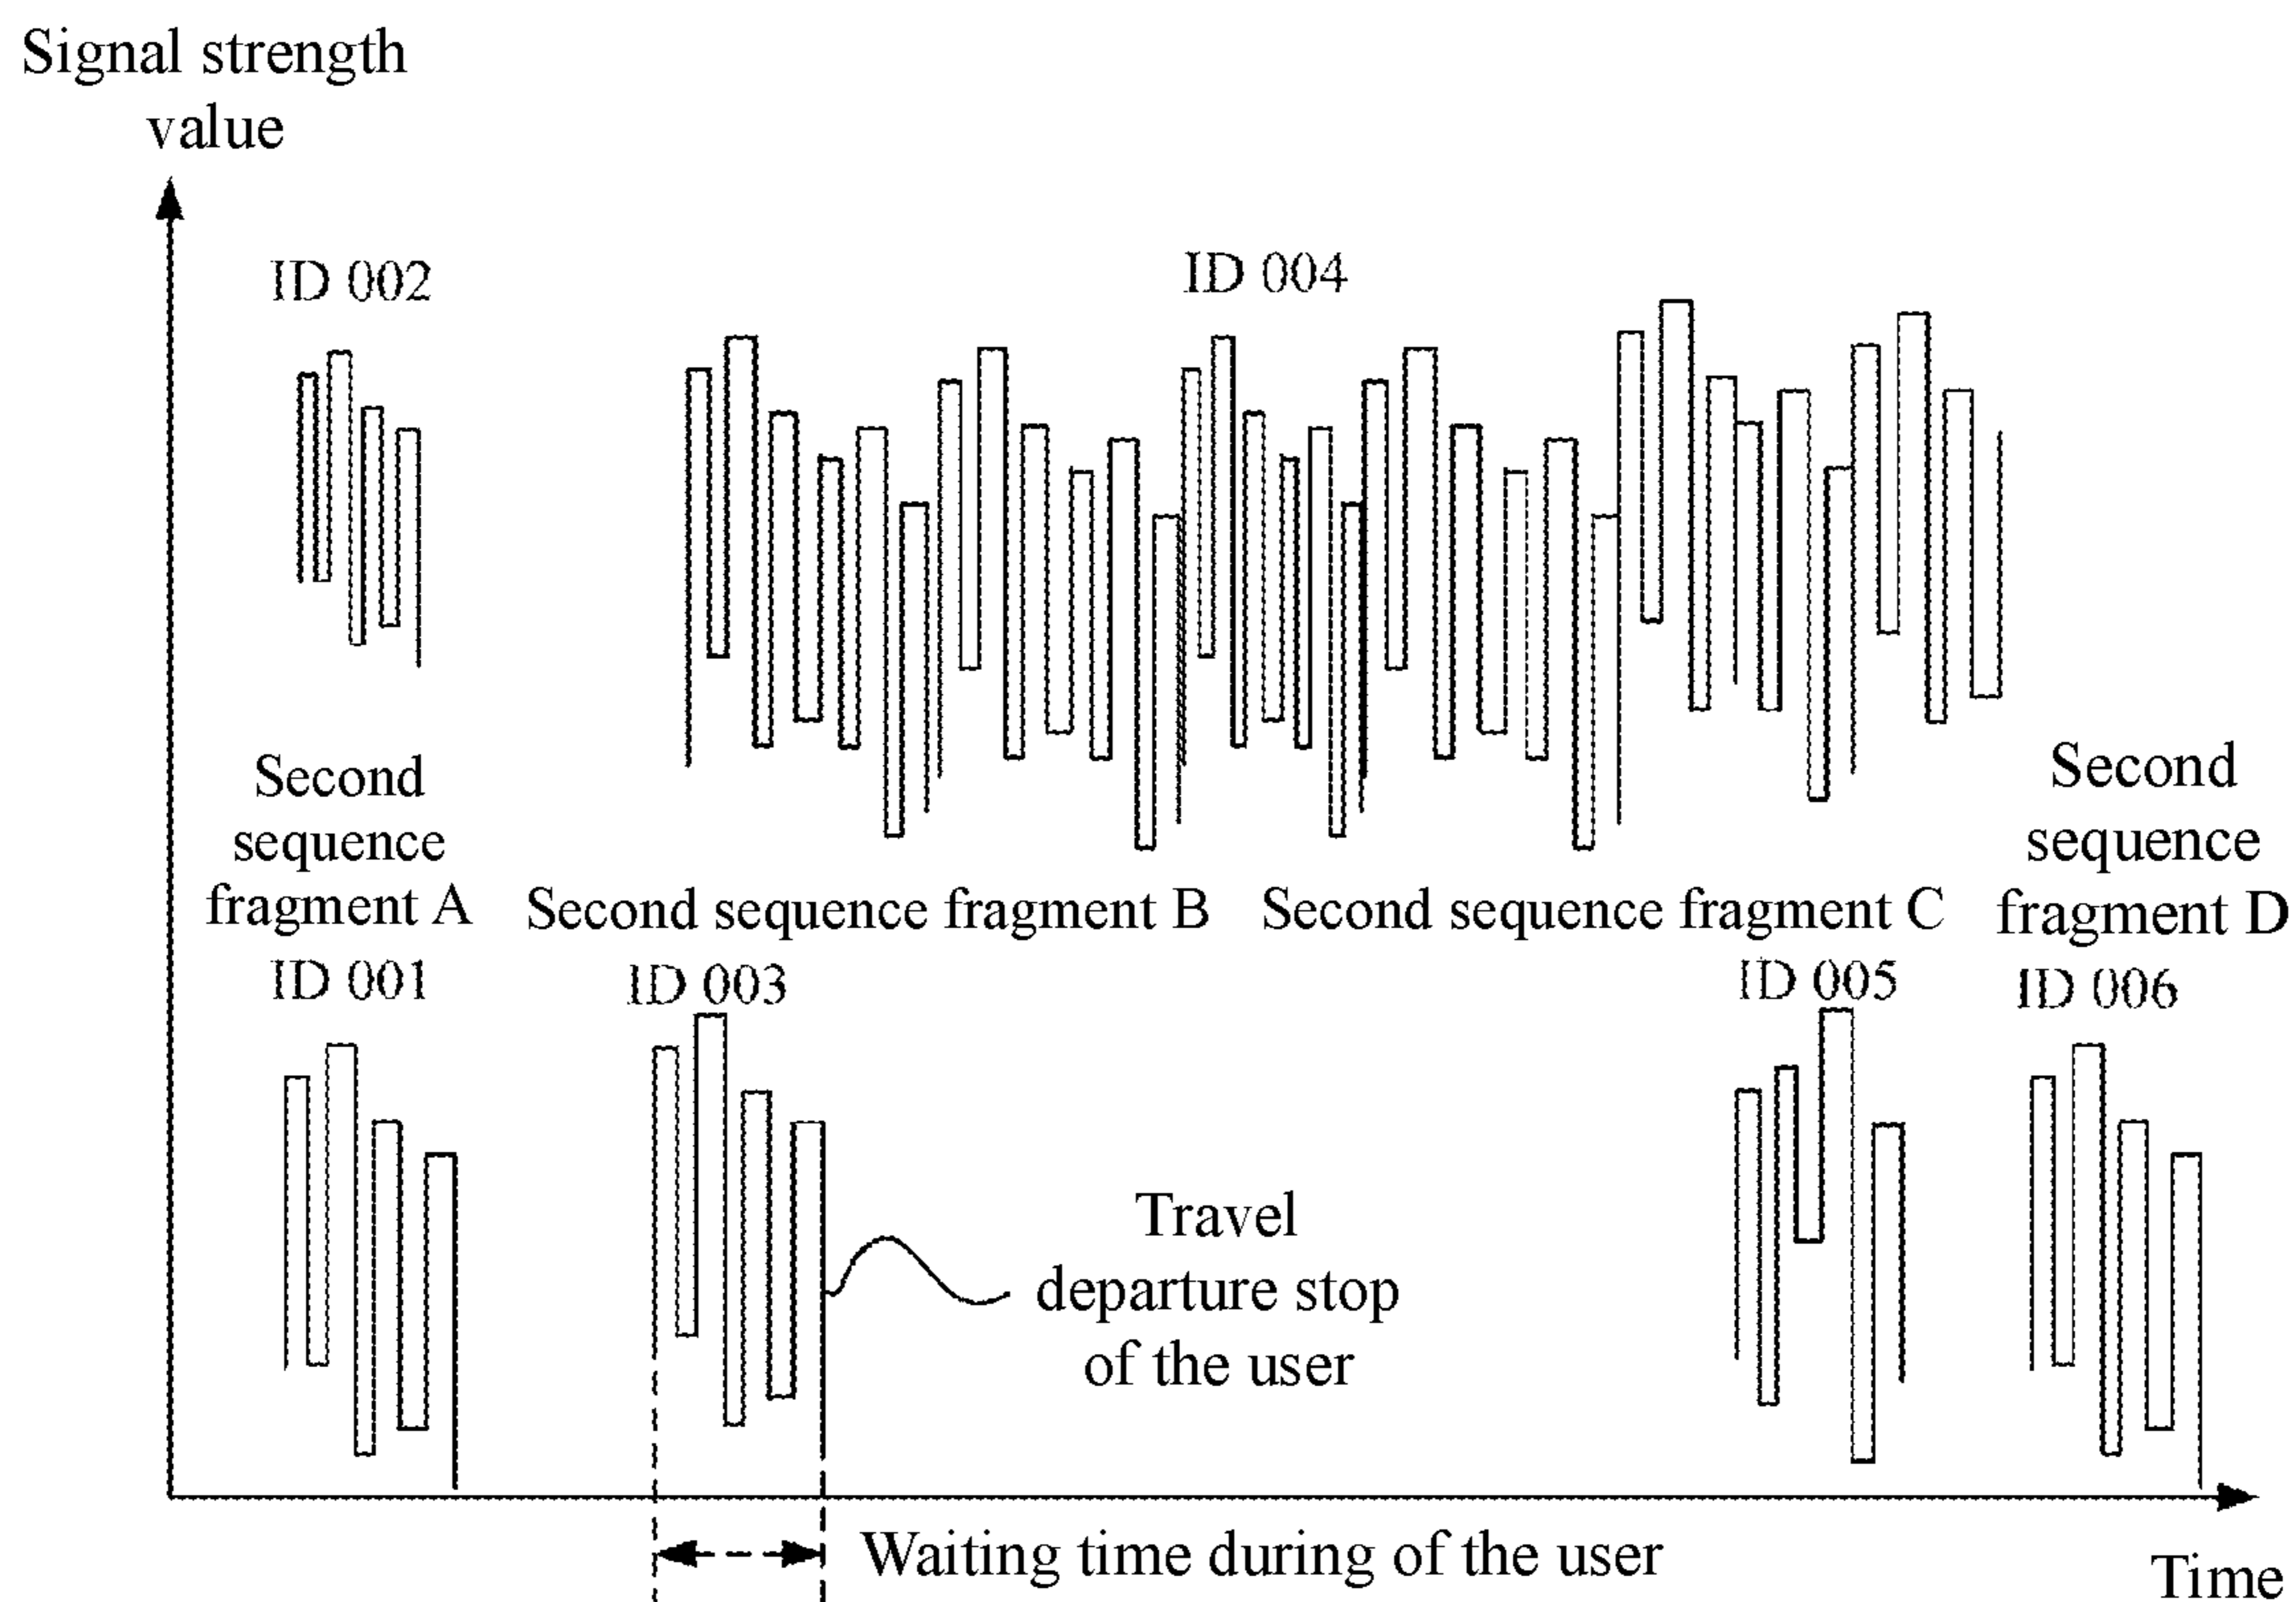 Signal strength
value
ID 002
ID 004
Second
sequence
fragment A
Second sequence fragment B
Second sequence fragment C
Second
sequence
fragment D
ID 001
ID 003
ID 005
ID 006
Travel
departure stop
of the user
Waiting time during of the user
Time